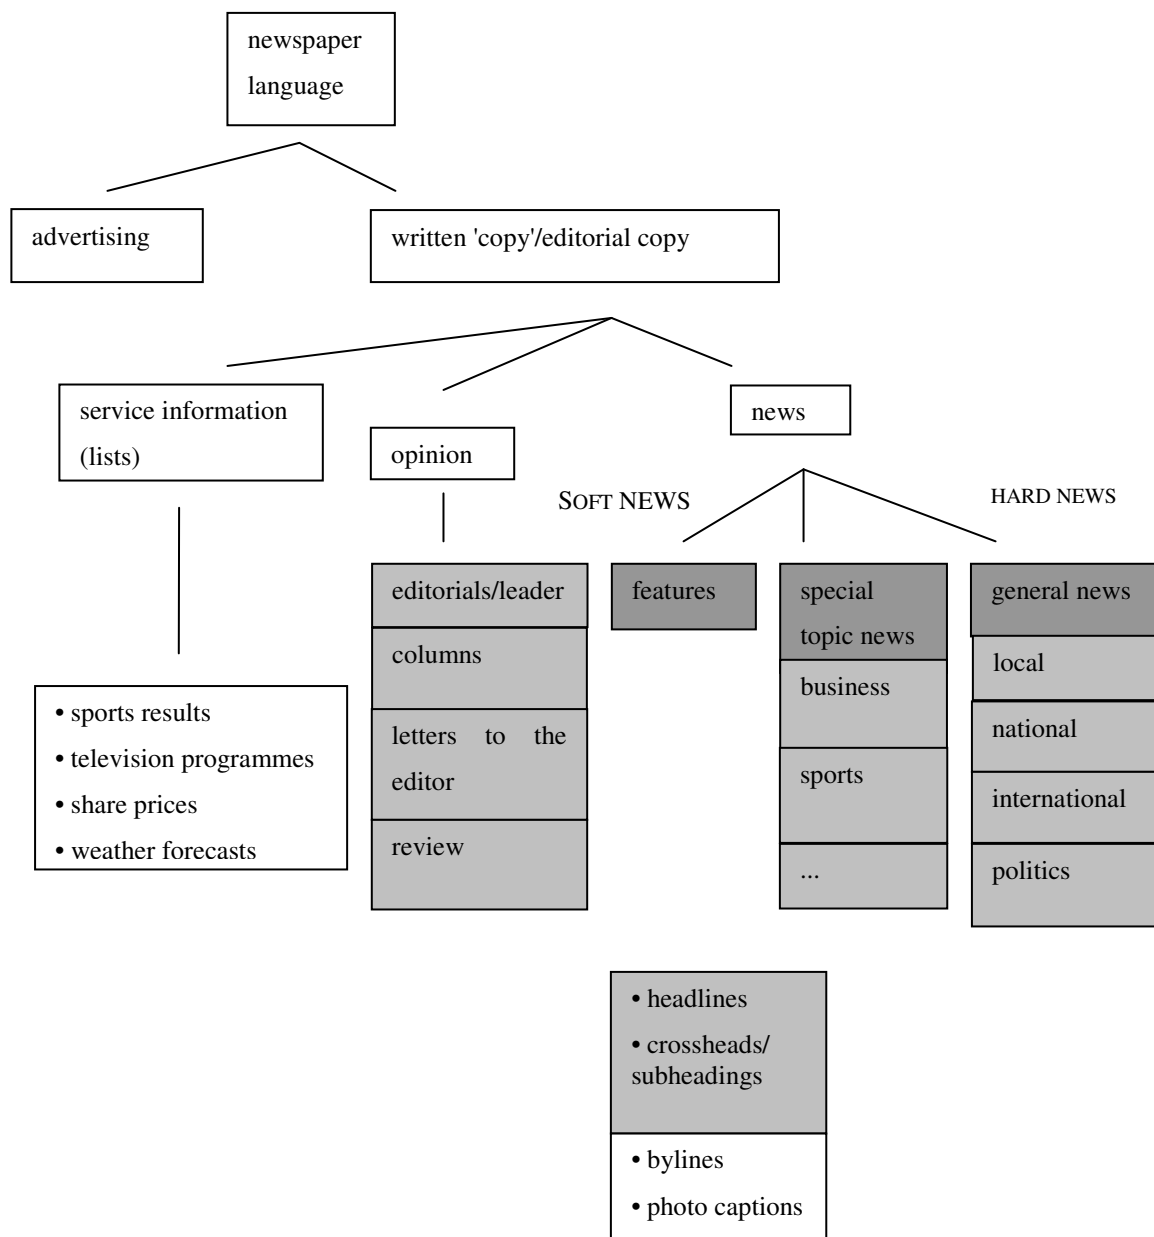 newspaper
language
advertising
written 'copy'/editorial copy
service information
(lists)
opinion
news
SOFT NEWS
HARD NEWS
editorials/leader
columns
letters to the
editor
review
features
special
topic news
business
sports
...
general news
local
national
international
politics
• sports results
• television programmes
• share prices
• weather forecasts
• headlines
• crossheads/
subheadings
• bylines
• photo captions